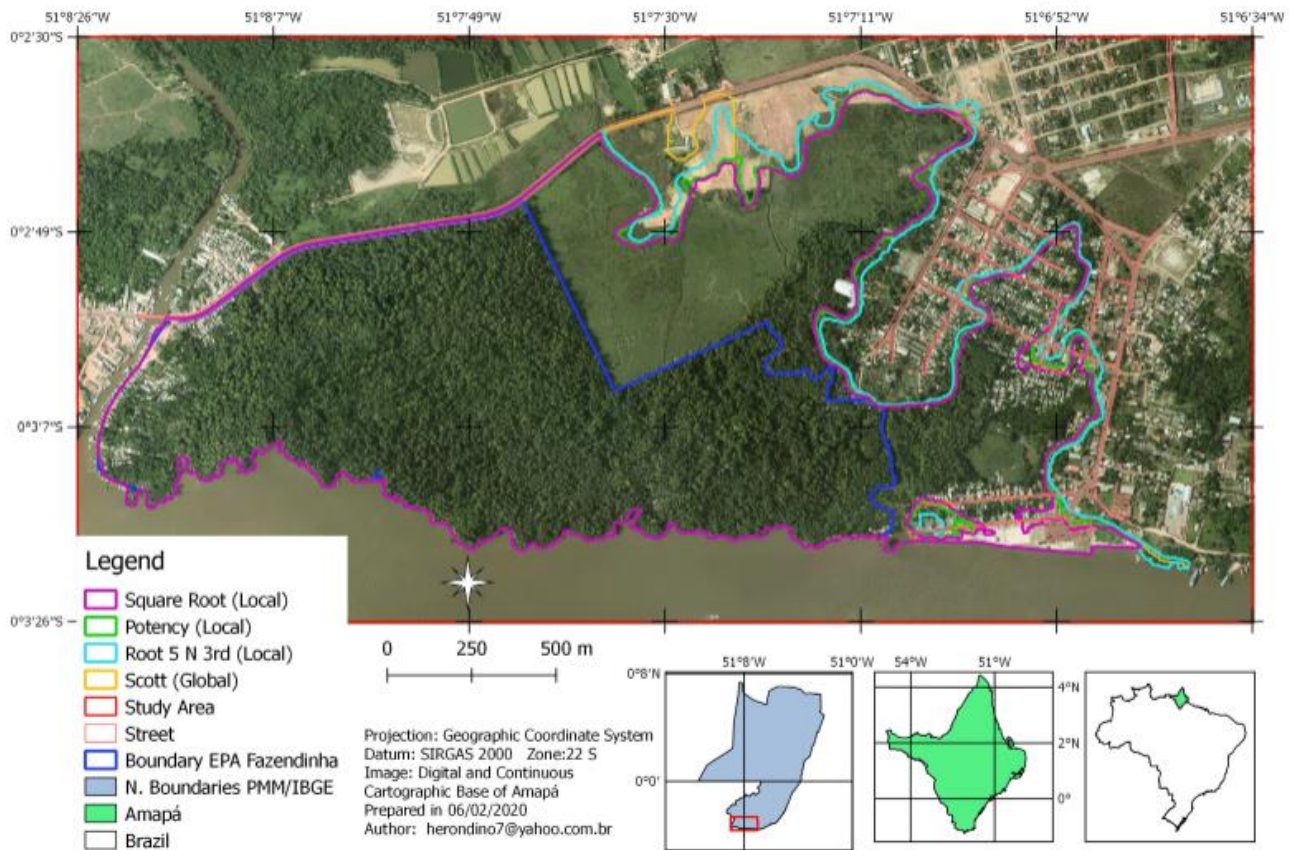 51°8'26"W 51°8'7"W 51°7'49"W 51°7'30"W 51°7'11"W 51°6'52"W 51°6'34"W
0°2'30"S
0°2'49"S
0°3'7"S
0°3'26"S
Legend
Square Root (Local)
Potency (Local)
Root 5 N 3rd (Local)
Scott (Global)
Study Area
Street
Boundary EPA Fazendinha
N. Boundaries PMM/IBGE
Amapá
Brazil
0 250 500 m
Projection: Geographic Coordinate System
Datum: SIRGAS 2000 Zone:22 S
Image: Digital and Continuous
Cartographic Base of Amapá
Prepared in 06/02/2020
Author: herondino7@yahoo.com.br
51°8'W 51°0'W
0°8'N
0°0'
54°W 51°W
4°N
2°N
0°